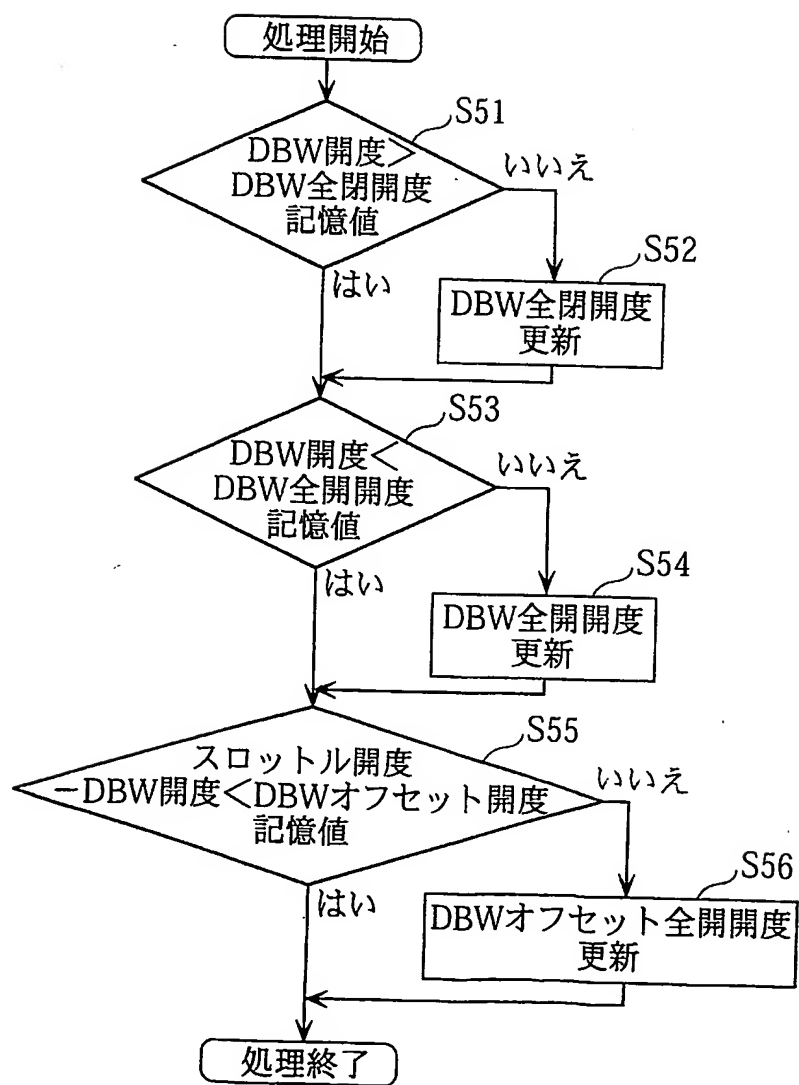 処理開始
S51
DBW開度＞
DBW全閉開度
記憶値
いいえ
はい
S52
DBW全閉開度
更新
S53
DBW開度＜
DBW全開開度
記憶値
いいえ
はい
S54
DBW全開開度
更新
S55
スロットル開度
－DBW開度＜DBWオフセット開度
記憶値
いいえ
はい
S56
DBWオフセット全開開度
更新
処理終了